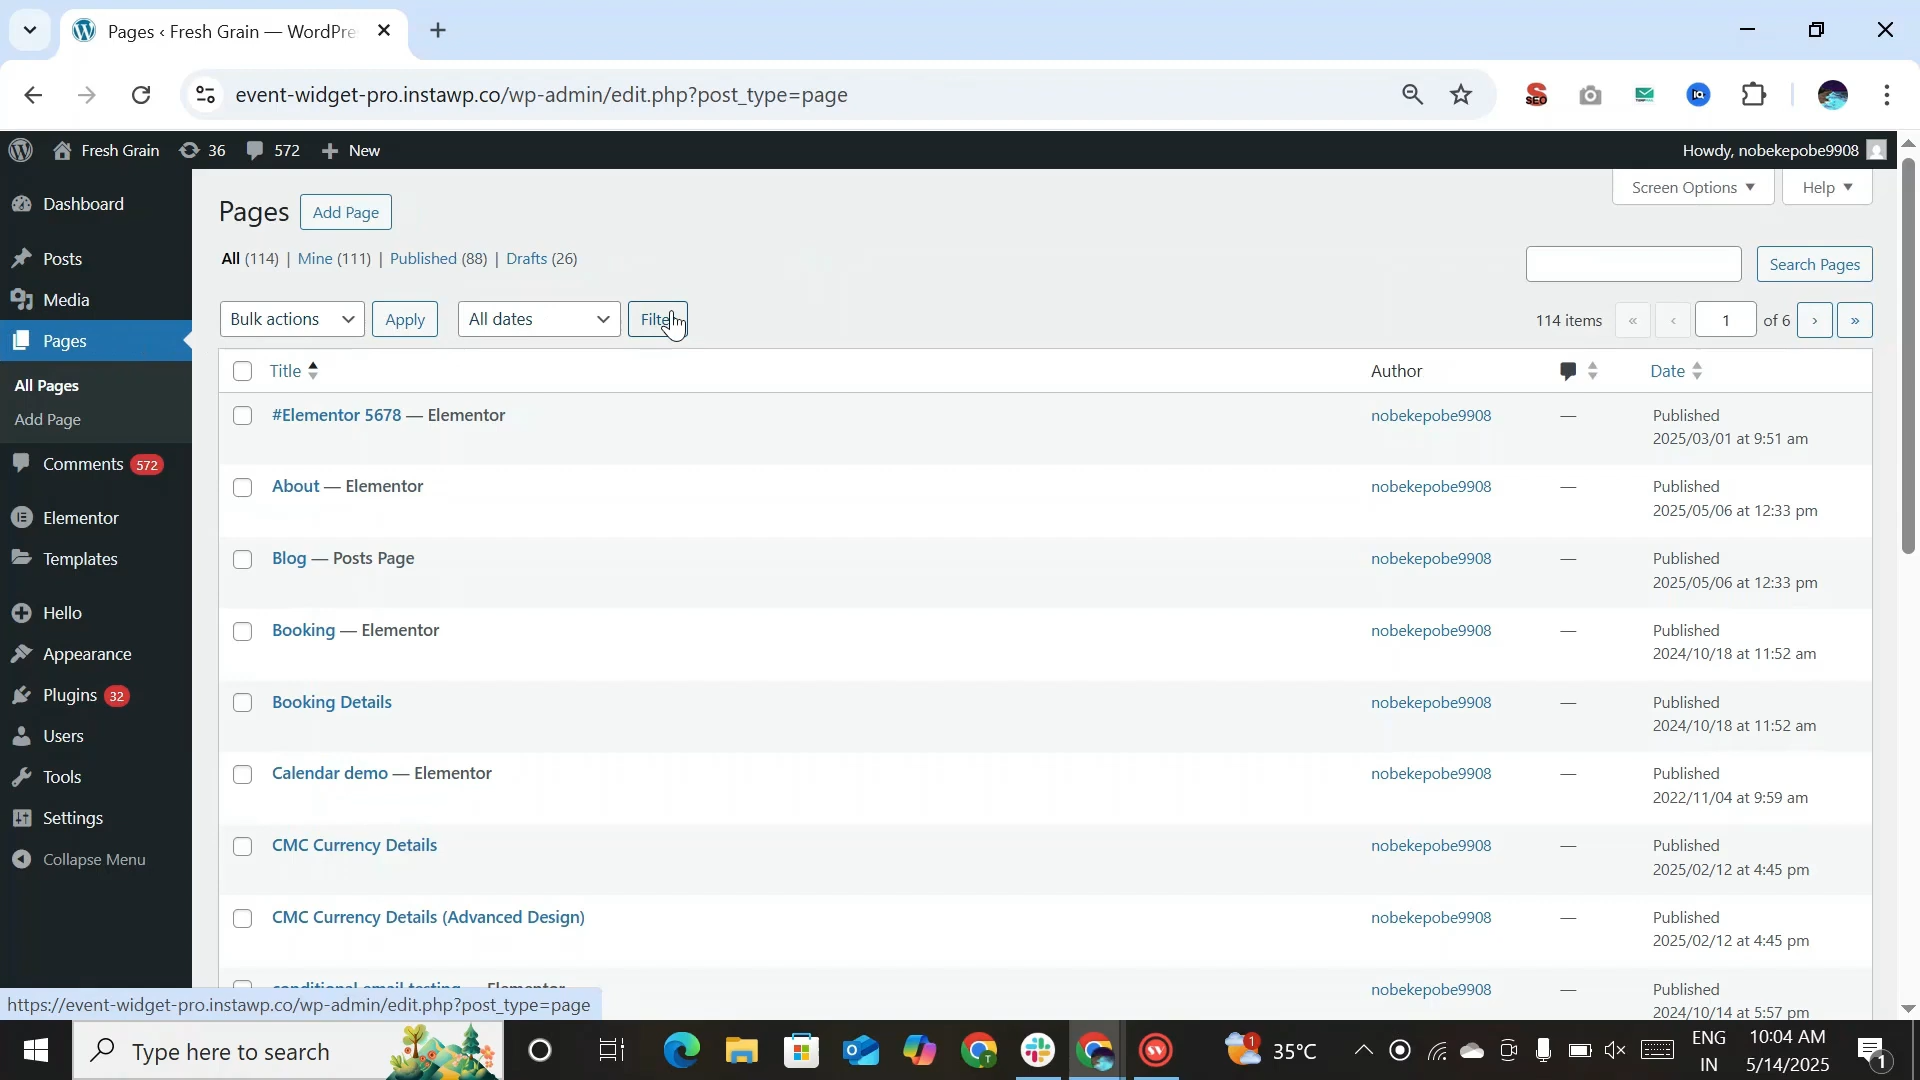 Pages ‹ Fresh Grain — WordPre
event-widget-pro.instawp.co/wp-admin/edit.php?post_type=page
Fresh Grain 36 572 New Howdy, nobekepobe9908
Dashboard
Posts
Media
Pages
All Pages
Add Page
Comments 572
Elementor
Templates
Hello
Appearance
Plugins 32
Users
Tools
Settings
Collapse Menu
Screen Options Help
Pages Add Page
All (114) | Mine (111) | Published (88) | Drafts (26)
Search Pages
Bulk actions Apply All dates Filter
114 items « ‹ 1 of 6 › »
Title Author Date
#Elementor 5678 — Elementor nobekepobe9908 — Published
2025/03/01 at 9:51 am
About — Elementor nobekepobe9908 — Published
2025/05/06 at 12:33 pm
Blog — Posts Page nobekepobe9908 — Published
2025/05/06 at 12:33 pm
Booking — Elementor nobekepobe9908 — Published
2024/10/18 at 11:52 am
Booking Details nobekepobe9908 — Published
2024/10/18 at 11:52 am
Calendar demo — Elementor nobekepobe9908 — Published
2022/11/04 at 9:59 am
CMC Currency Details nobekepobe9908 — Published
2025/02/12 at 4:45 pm
CMC Currency Details (Advanced Design) nobekepobe9908 — Published
2025/02/12 at 4:45 pm
conditional email testing — Elementor nobekepobe9908 — Published
2024/10/14 at 5:57 pm
https://event-widget-pro.instawp.co/wp-admin/edit.php?post_type=page
Type here to search
1 35°C
ENG
IN
10:04 AM
5/14/2025
1